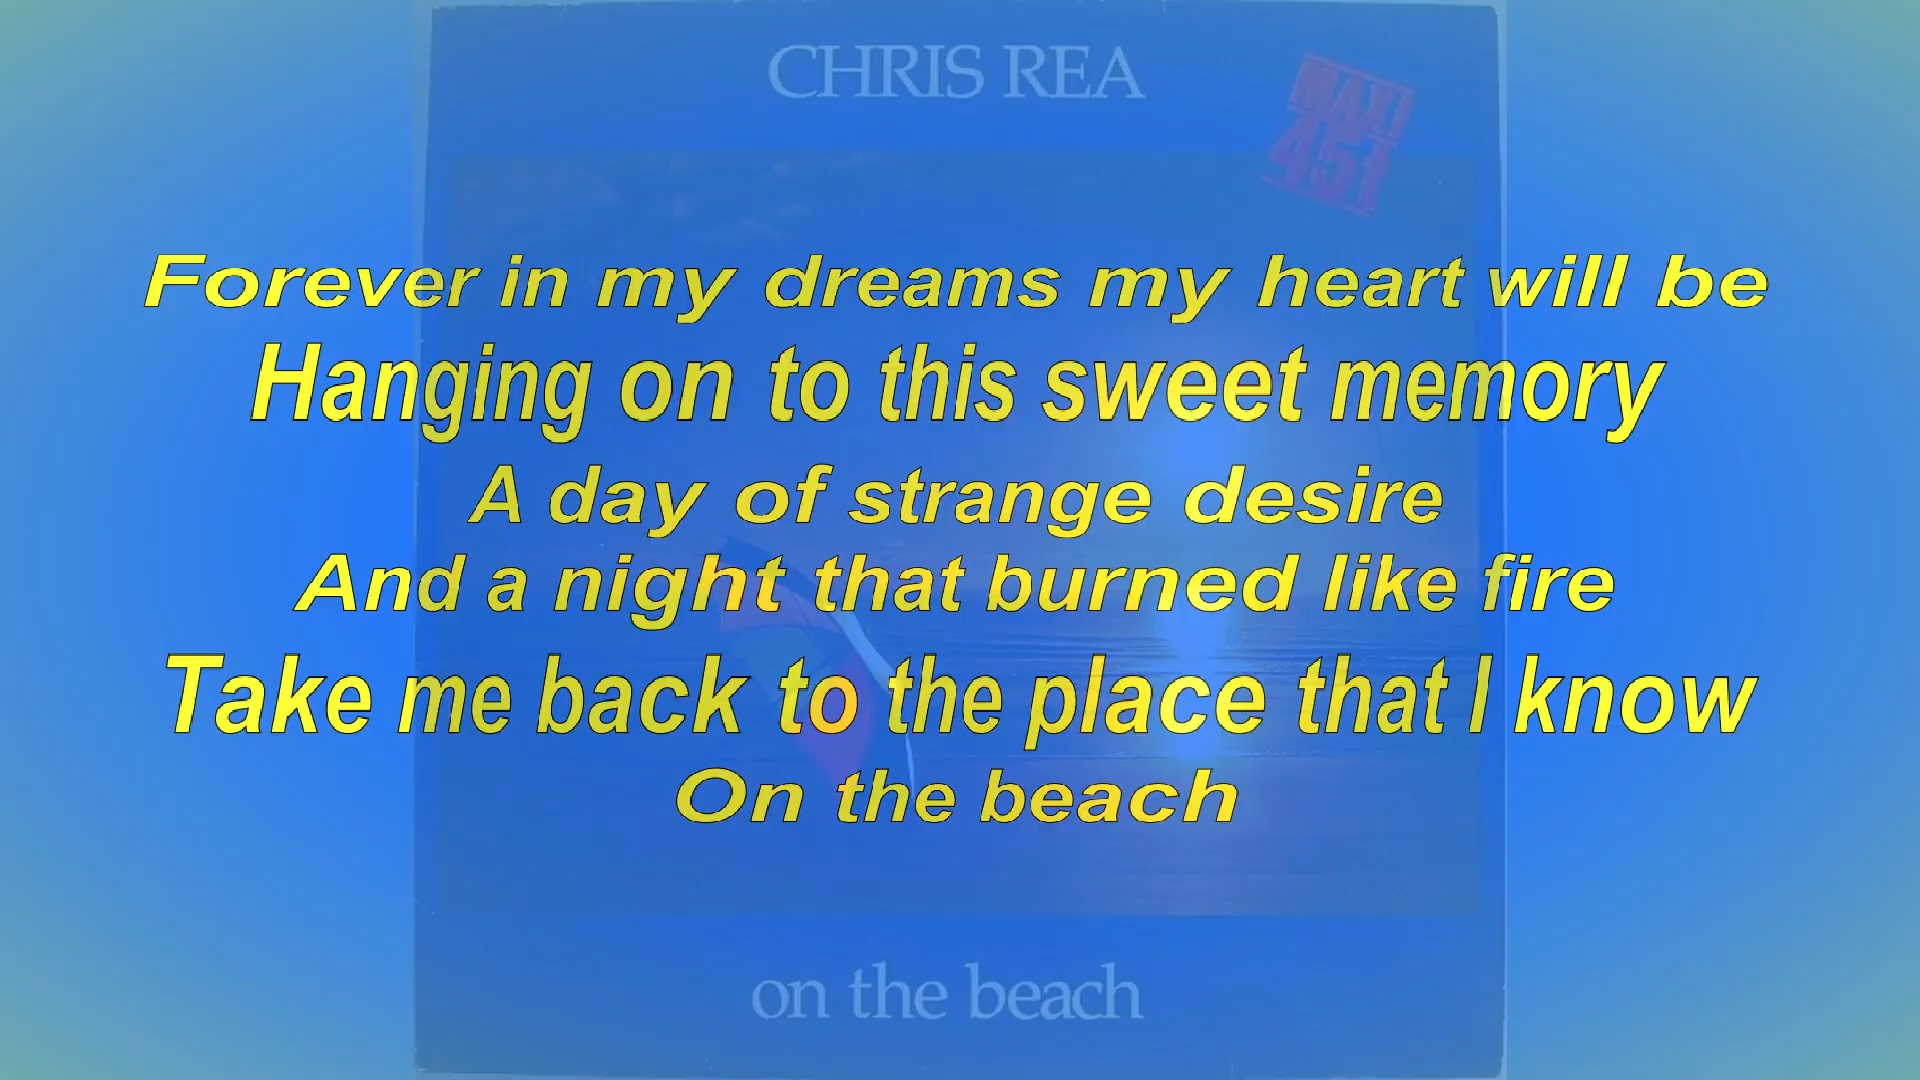 CHRIS REA
MAXI
45T
Forever in my dreams my heart will be
Hanging on to this sweet memory
A day of strange desire
And a night that burned like fire
Take me back to the place that I know
On the beach
on the beach